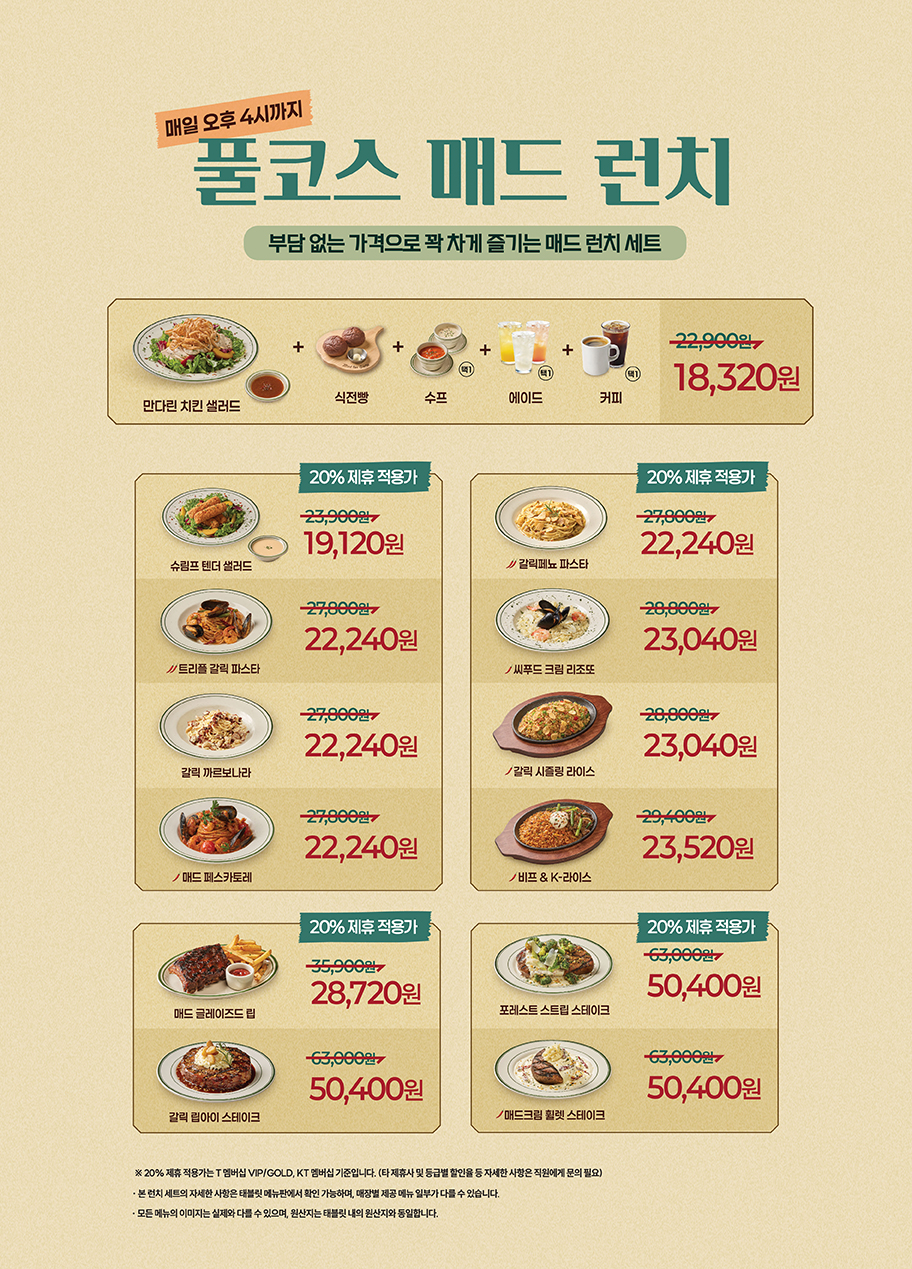 매일 오후 4시까지
풀코스 매드 런치
부담 없는 가격으로 꽉 차게 즐기는 매드 런치 세트
만다린 치킨 샐러드
+
식전빵
+
수프
택1
+
에이드
택1
+
커피
택1
22,900원
18,320원
20% 제휴 적용가
슈림프 텐더 샐러드
23,900원
19,120원
트리플 갈릭 파스타
27,800원
22,240원
갈릭 까르보나라
27,800원
22,240원
매드 페스카토레
27,800원
22,240원
20% 제휴 적용가
갈릭페뇨 파스타
27,800원
22,240원
씨푸드 크림 리조또
28,800원
23,040원
갈릭 시즐링 라이스
28,800원
23,040원
비프 & K-라이스
29,400원
23,520원
20% 제휴 적용가
매드 글레이즈드 립
35,900원
28,720원
갈릭 립아이 스테이크
63,000원
50,400원
20% 제휴 적용가
포레스트 스트립 스테이크
63,000원
50,400원
매드크림 휠렛 스테이크
63,000원
50,400원
※ 20% 제휴 적용가는 T 멤버십 VIP/GOLD, KT 멤버십 기준입니다. (타 제휴사 및 등급별 할인율 등 자세한 사항은 직원에게 문의 필요)
· 본 런치 세트의 자세한 사항은 태블릿 메뉴판에서 확인 가능하며, 매장별 제공 메뉴 일부가 다를 수 있습니다.
· 모든 메뉴의 이미지는 실제와 다를 수 있으며, 원산지는 태블릿 내의 원산지와 동일합니다.